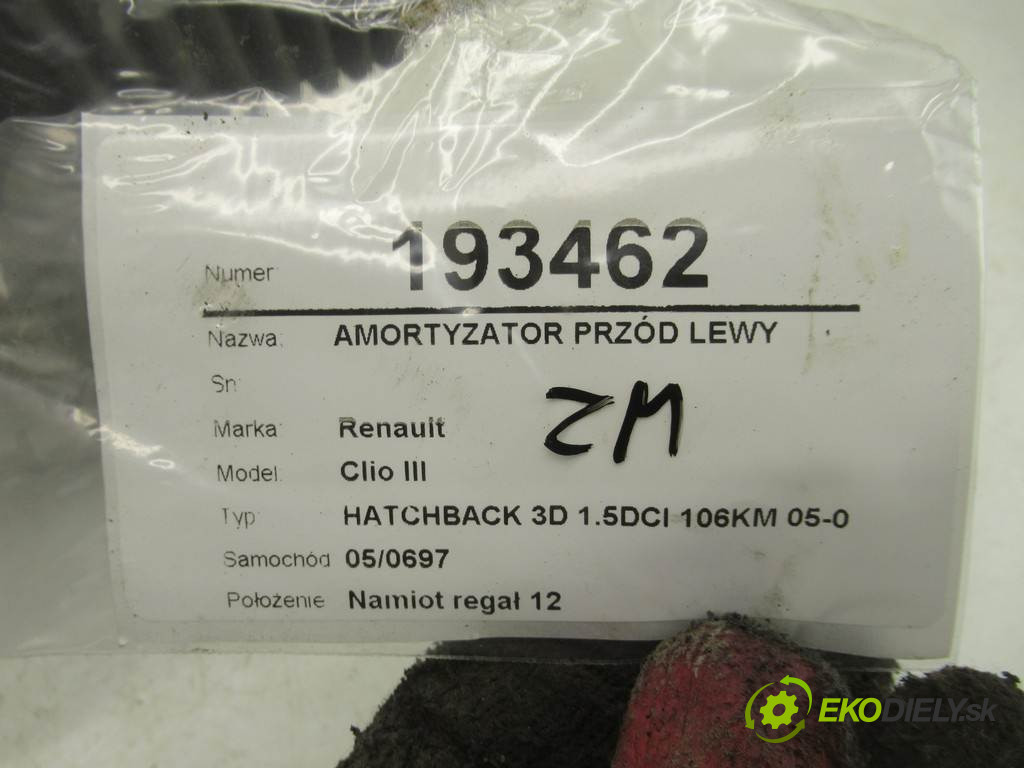 Numer: 193462
Nazwa: AMORTYZATOR PRZÓD LEWY
Sn:
ZM
Marka: Renault
Model: Clio III
Typ: HATCHBACK 3D 1.5DCI 106KM 05-0
Samochód 05/0697
Położenie Namiot regał 12
EKODIELY.sk